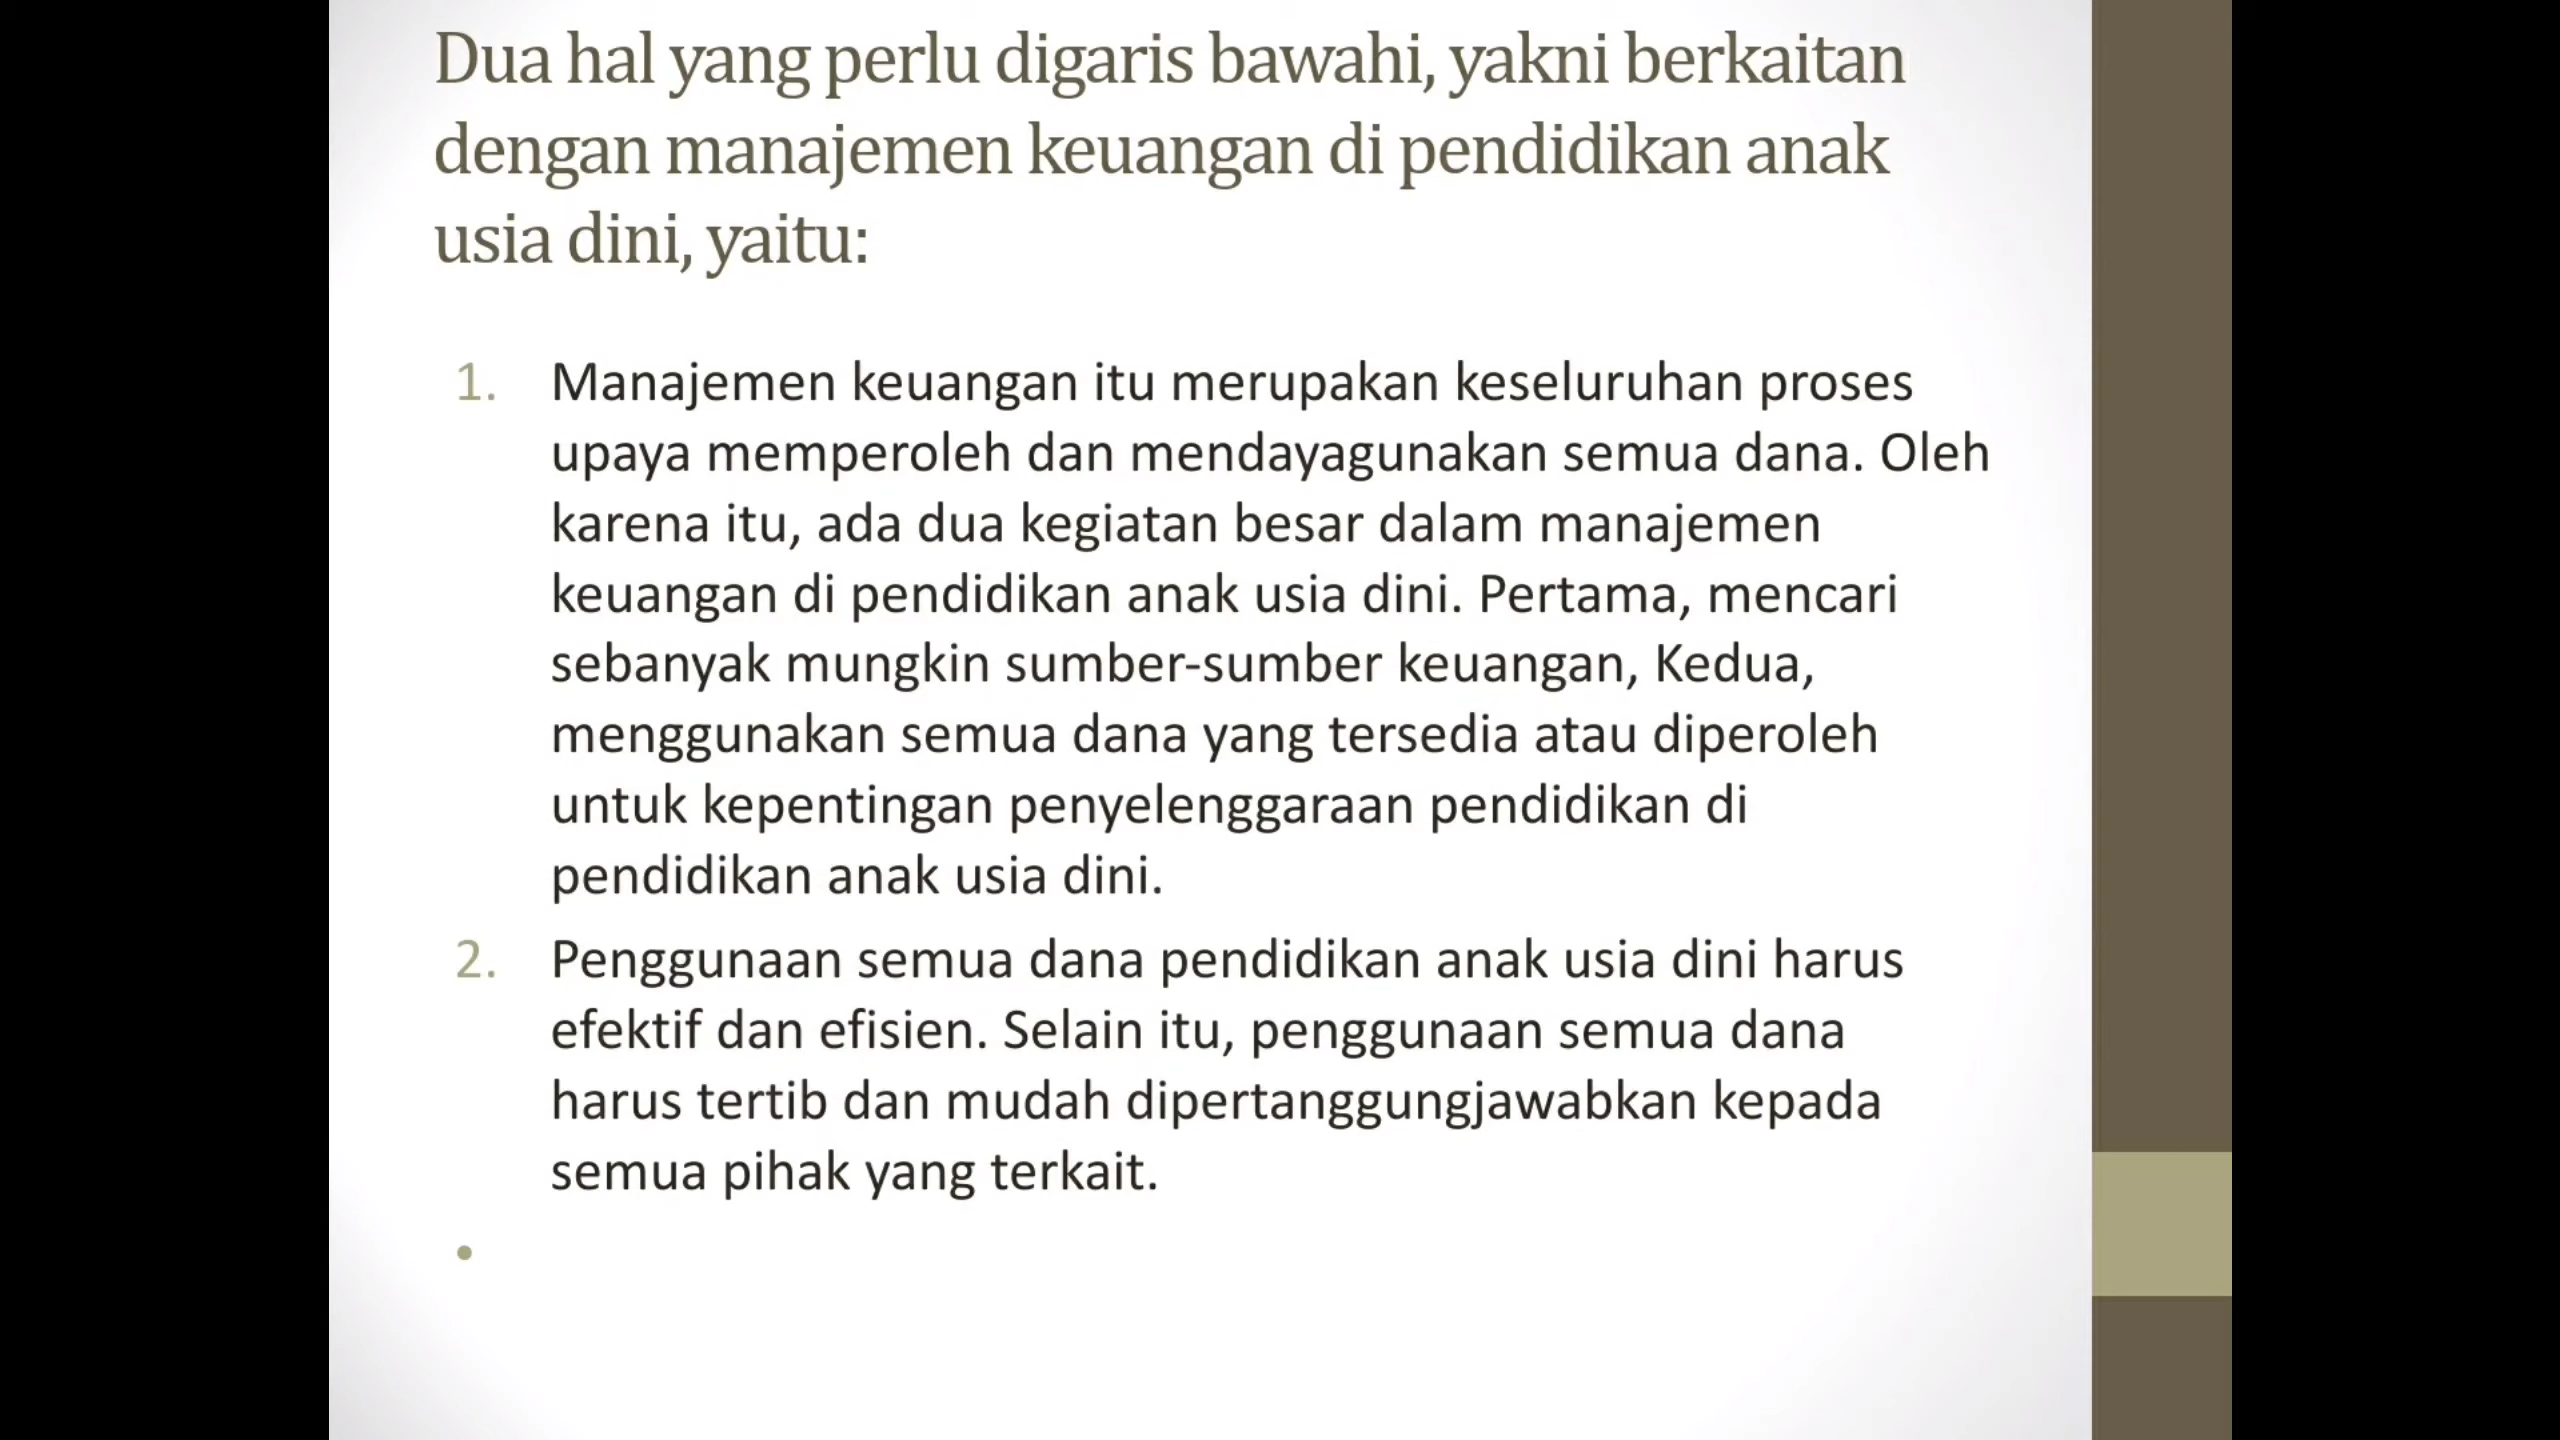 Dua hal yang perlu digaris bawahi, yakni berkaitan
dengan manajemen keuangan di pendidikan anak
usia dini, yaitu:
1. Manajemen keuangan itu merupakan keseluruhan proses
upaya memperoleh dan mendayagunakan semua dana. Oleh
karena itu, ada dua kegiatan besar dalam manajemen
keuangan di pendidikan anak usia dini. Pertama, mencari
sebanyak mungkin sumber-sumber keuangan, Kedua,
menggunakan semua dana yang tersedia atau diperoleh
untuk kepentingan penyelenggaraan pendidikan di
pendidikan anak usia dini.
2. Penggunaan semua dana pendidikan anak usia dini harus
efektif dan efisien. Selain itu, penggunaan semua dana
harus tertib dan mudah dipertanggungjawabkan kepada
semua pihak yang terkait.
•